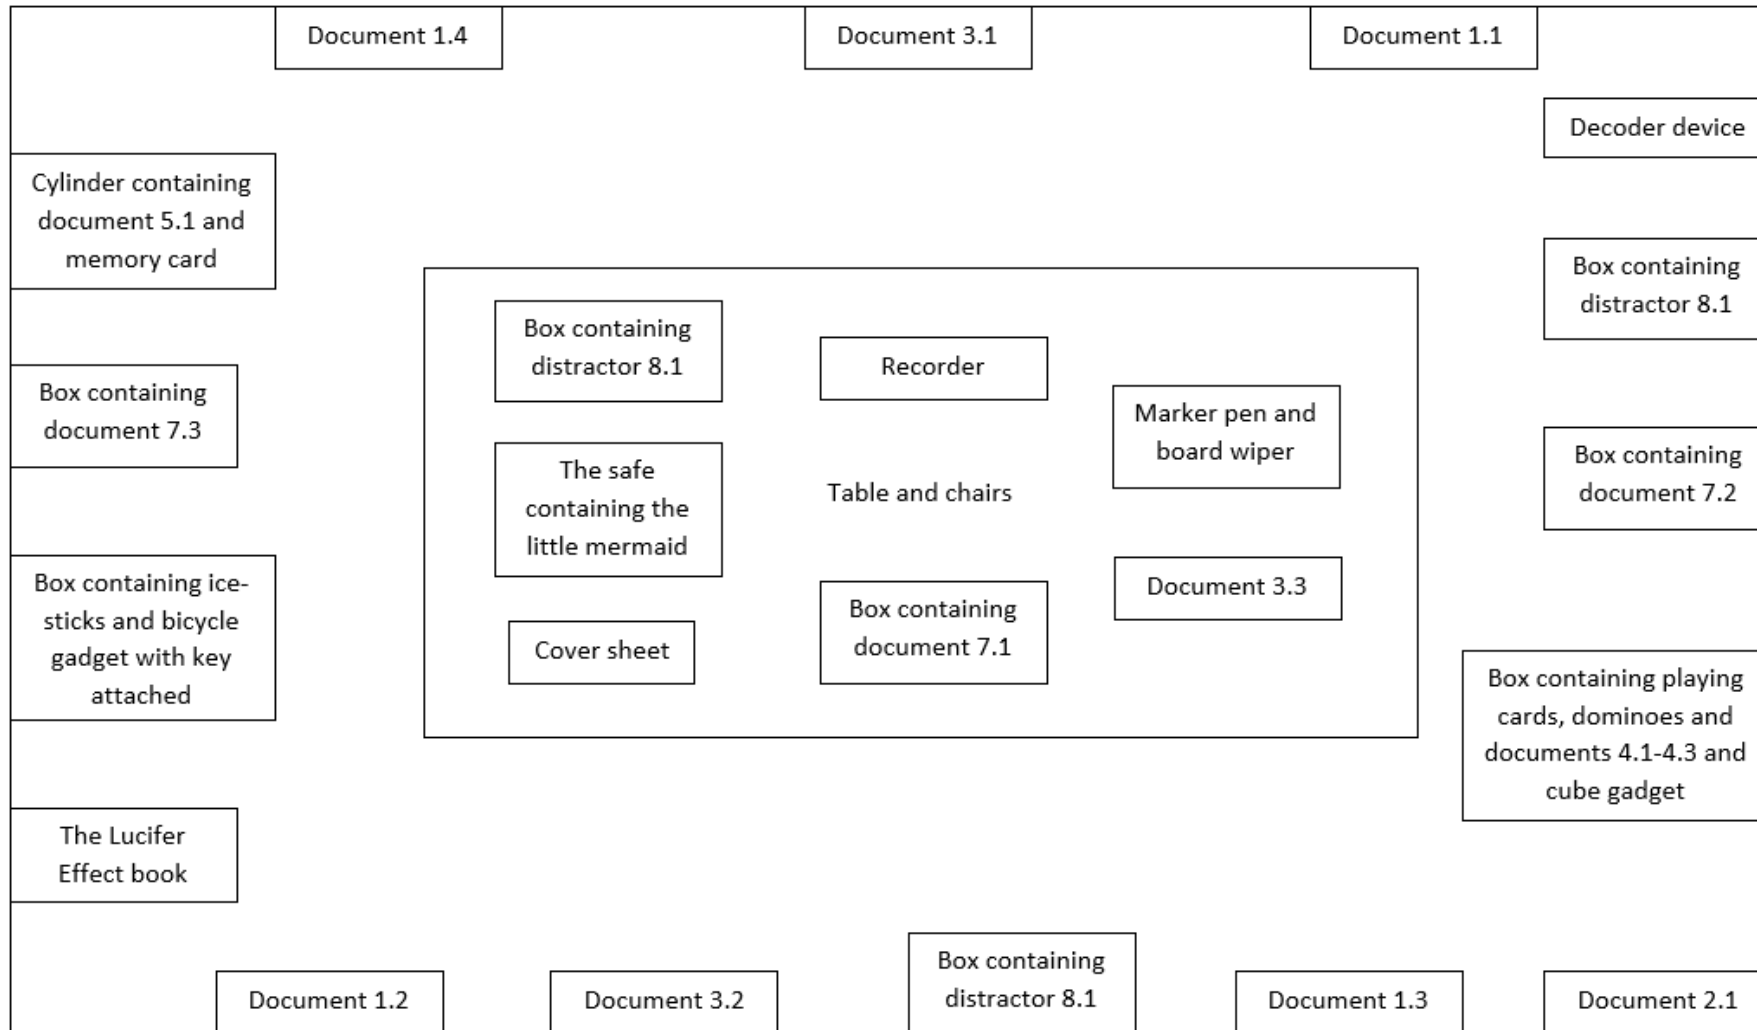 Document 1.4
Document 3.1
Document 1.1
Decoder device
Cylinder containing
document 5.1 and
memory card
Box containing
distractor 8.1
Box containing
distractor 8.1
Recorder
Box containing
document 7.3
Marker pen and
board wiper
Box containing
document 7.2
The safe
containing the
little mermaid
Table and chairs
Box containing ice-
sticks and bicycle
gadget with key
attached
Document 3.3
Box containing
document 7.1
Cover sheet
Box containing playing
cards, dominoes and
documents 4.1-4.3 and
cube gadget
The Lucifer
Effect book
Box containing
distractor 8.1
Document 1.2
Document 3.2
Document 1.3
Document 2.1